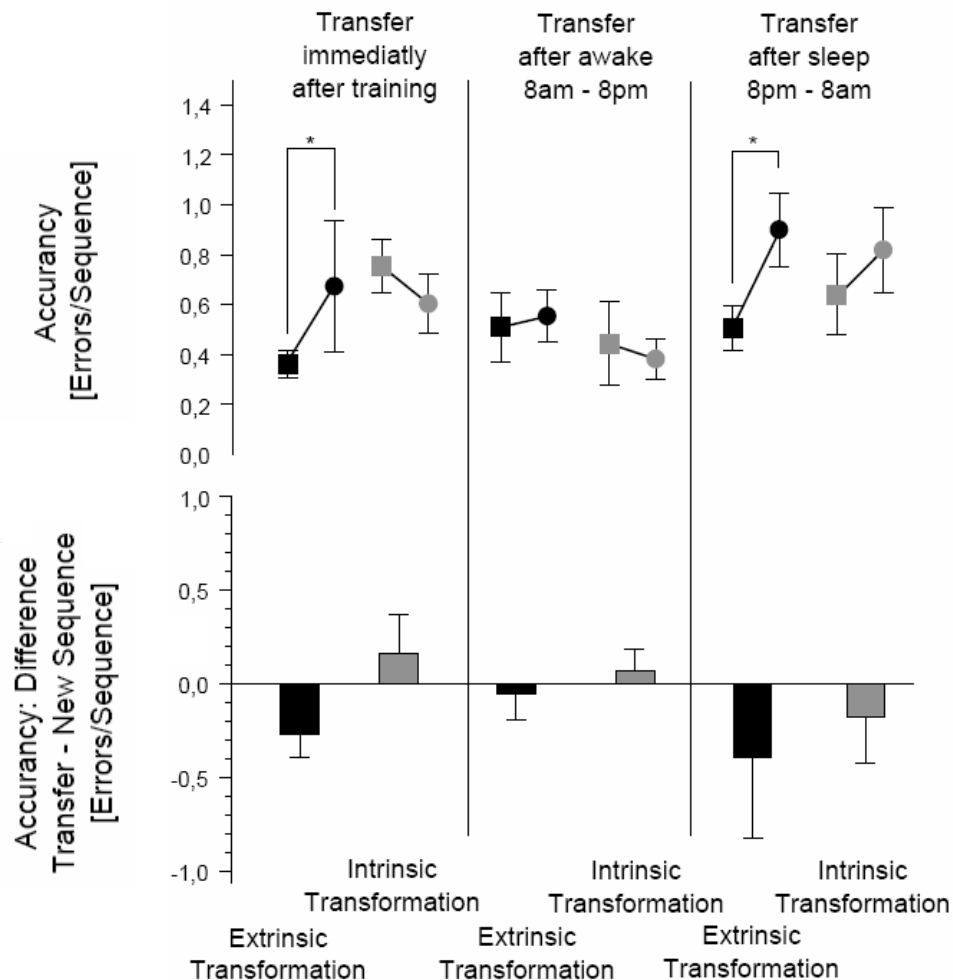 Transfer
immediatly
after training
Transfer
after awake
8am - 8pm
Transfer
after sleep
8pm - 8am
Accurancy
[Errors/Sequence]
1,4
1,2
1,0
0,8
0,6
0,4
0,2
0,0
*
*
Accurancy: Difference
Transfer - New Sequence
[Errors/Sequence]
1,0
0,5
0,0
-0,5
-1,0
Intrinsic
Transformation
Extrinsic
Transformation
Intrinsic
Transformation
Extrinsic
Transformation
Intrinsic
Transformation
Extrinsic
Transformation